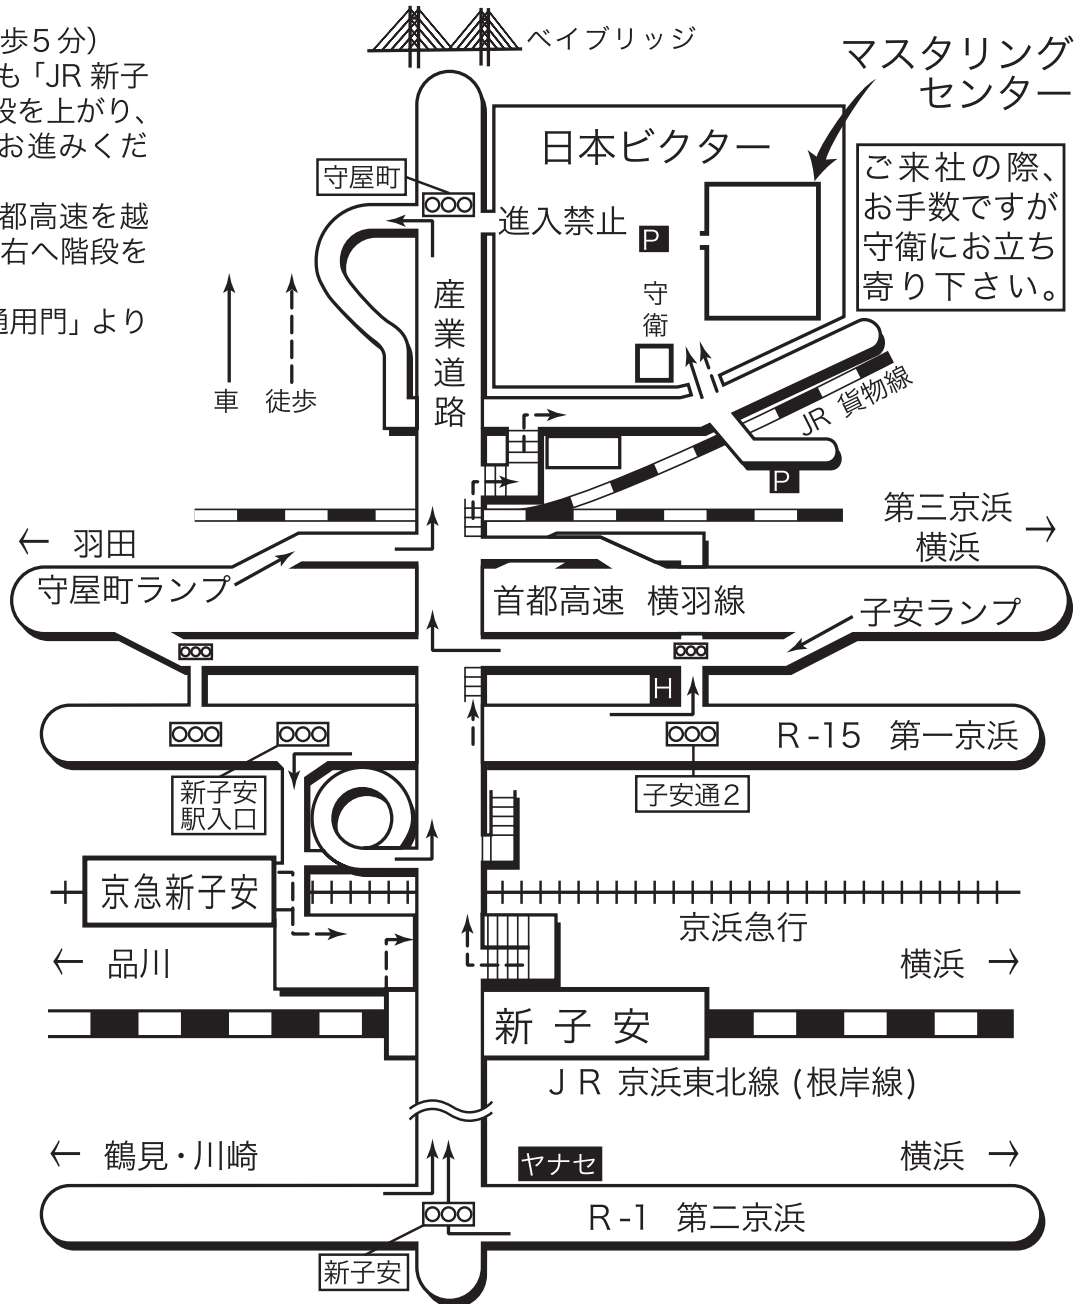 歩5分）
も「JR 新子
段を上がり、
お進みくだ
都高速を越
右へ階段を
通用門」より
ベイブリッジ
マスタリング
センター
日本ビクター
ご来社の際、
お手数ですが
守衛にお立ち
寄り下さい。
守屋町
進入禁止
P
守
衛
産
業
道
路
車
徒歩
JR 貨物線
P
第三京浜
横浜
→
← 羽田
守屋町ランプ
首都高速 横羽線
子安ランプ
H
R-15 第一京浜
新子安
駅入口
子安通2
京急新子安
京浜急行
← 品川
横浜 →
新子安
JR 京浜東北線 (根岸線)
← 鶴見・川崎
ヤナセ
横浜 →
R-1 第二京浜
新子安